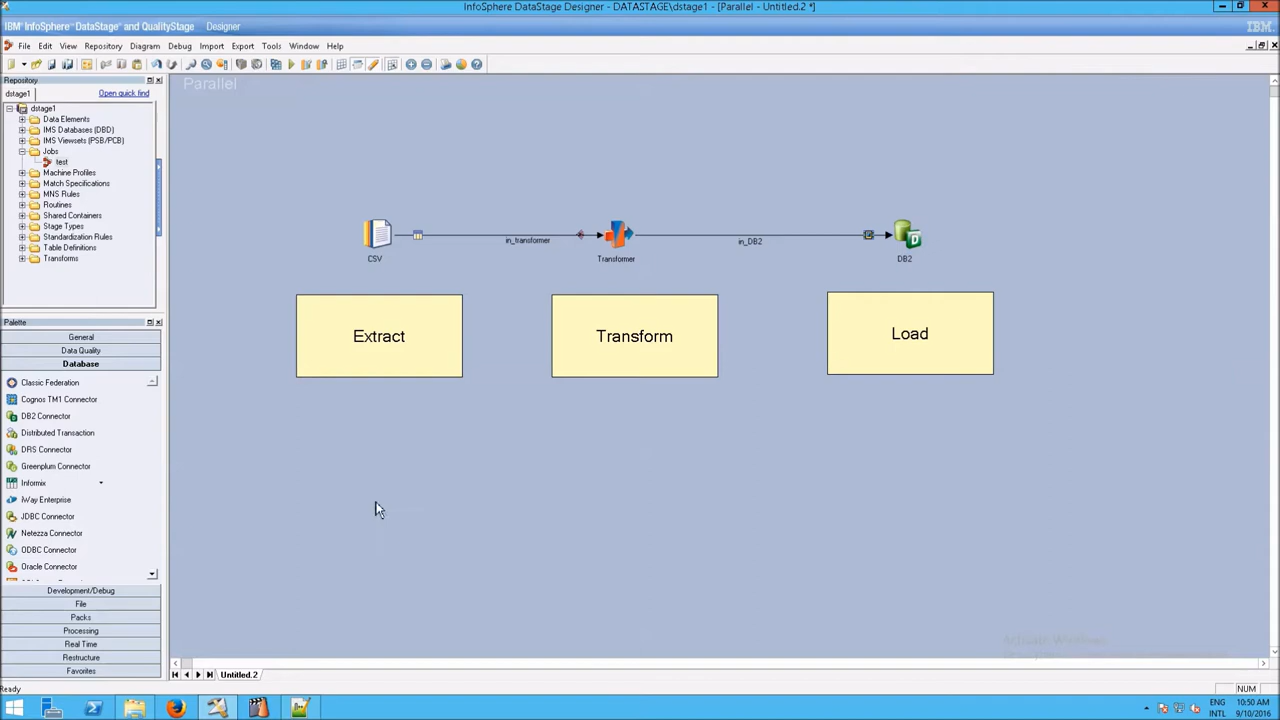 InfoSphere DataStage Designer - DATASTAGE\dstage1 - [Parallel - Untitled.2 *]
IBM InfoSphere DataStage and QualityStage Designer
IBM
File Edit View Repository Diagram Debug Import Export Tools Window Help
Repository
dstage1 Open quick find
dstage1
Data Elements
IMS Databases (DBD)
IMS Viewsets (PSB/PCB)
Jobs
test
Machine Profiles
Match Specifications
MNS Rules
Routines
Shared Containers
Stage Types
Standardization Rules
Table Definitions
Transforms
Palette
General
Data Quality
Database
Classic Federation
Cognos TM1 Connector
DB2 Connector
Distributed Transaction
DRS Connector
Greenplum Connector
Informix
iWay Enterprise
JDBC Connector
Netezza Connector
ODBC Connector
Oracle Connector
Development/Debug
File
Packs
Processing
Real Time
Restructure
Favorites
Parallel
in_transformer
in_DB2
CSV
Transformer
DB2
Extract
Transform
Load
Activate Windows
Untitled.2
Ready
NUM
ENG
INTL
10:50 AM
9/10/2016